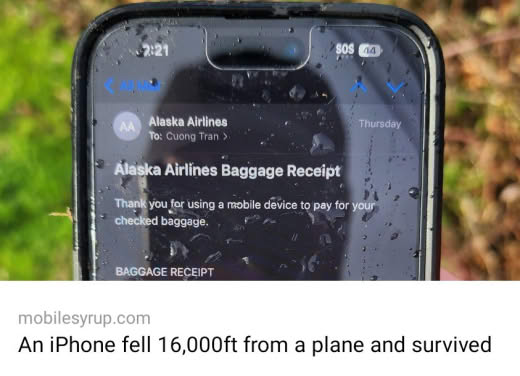 2:21
SOS 44
All Inbox
AA
Alaska Airlines
Thursday
To: Cuong Tran >
Alaska Airlines Baggage Receipt
Thank you for using a mobile device to pay for your
checked baggage.
BAGGAGE RECEIPT
mobilesyrup.com
An iPhone fell 16,000ft from a plane and survived